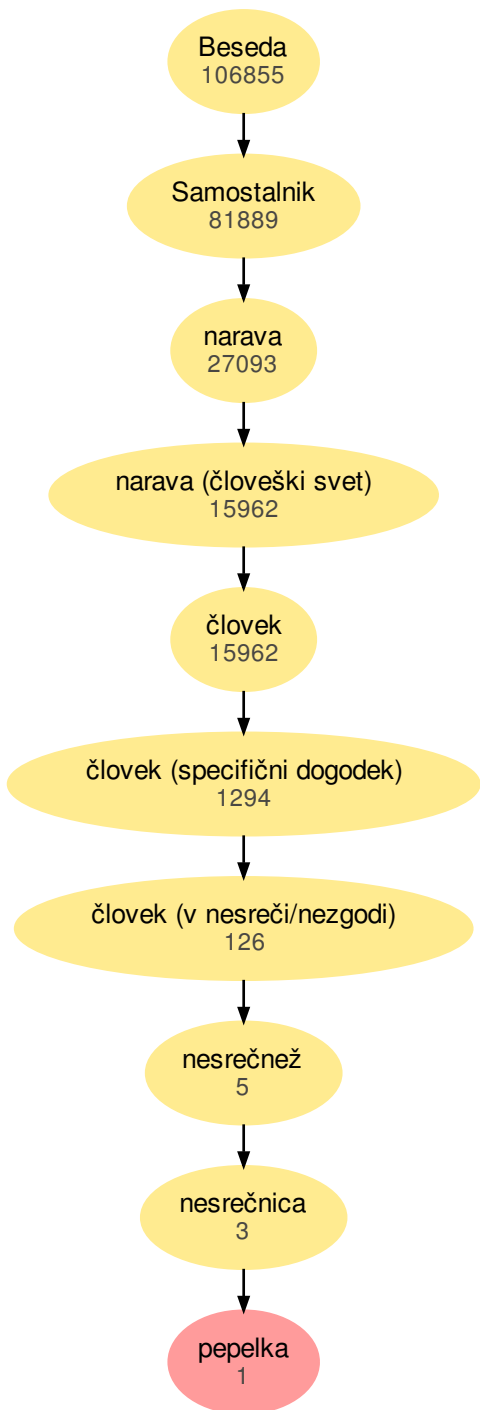 Beseda
106855
Samostalnik
81889
narava
27093
narava (človeški svet)
15962
človek
15962
človek (specifični dogodek)
1294
človek (v nesreči/nezgodi)
126
nesrečnež
5
nesrečnica
3
pepelka
1